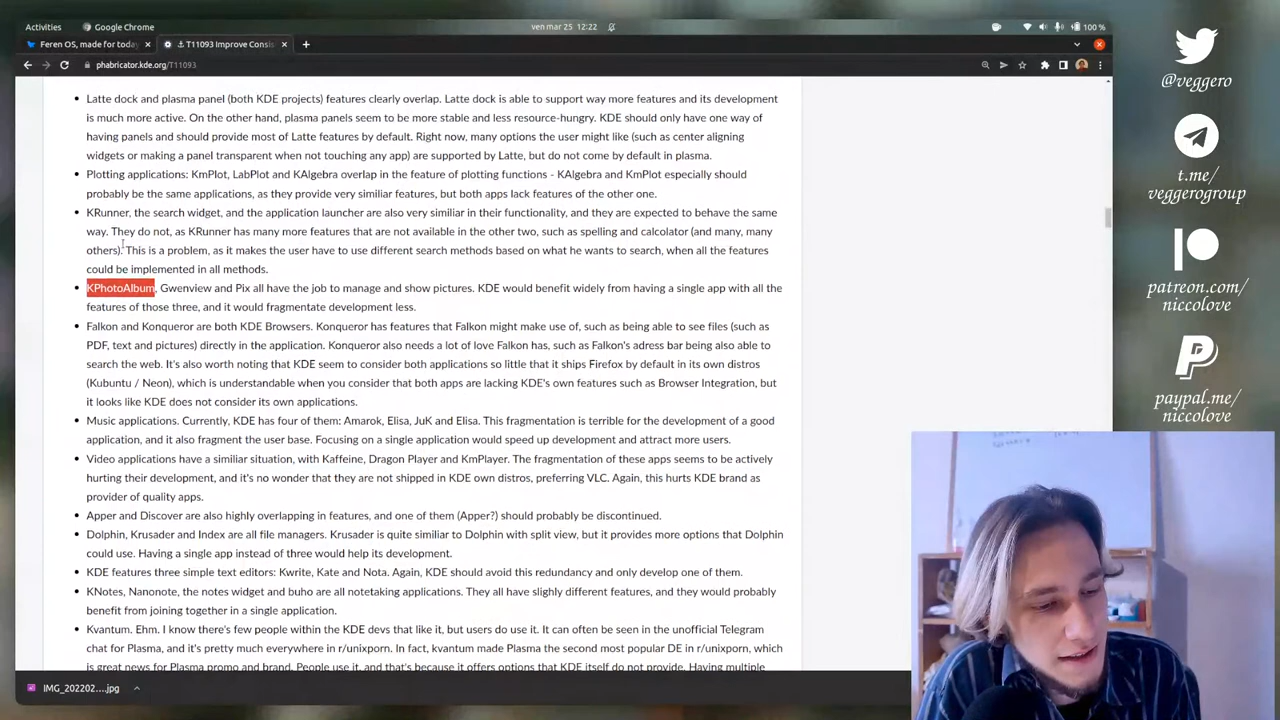 Activities
Google Chrome
ven mar 25 12:22
100 %
Feren OS, made for today
T11093 Improve Consis
phabricator.kde.org/T11093
Latte dock and plasma panel (both KDE projects) features clearly overlap. Latte dock is able to support way more features and its development
is much more active. On the other hand, plasma panels seem to be more stable and less resource-hungry. KDE should only have one way of
having panels and should provide most of Latte features by default. Right now, many options the user might like (such as center aligning
widgets or making a panel transparent when not touching any app) are supported by Latte, but do not come by default in plasma.
Plotting applications: KmPlot, LabPlot and KAlgebra overlap in the feature of plotting functions - KAlgebra and KmPlot especially should
probably be the same applications, as they provide very similiar features, but both apps lack features of the other one.
KRunner, the search widget, and the application launcher are also very similiar in their functionality, and they are expected to behave the same
way. They do not, as KRunner has many more features that are not available in the other two, such as spelling and calculator (and many, many
others). This is a problem, as it makes the user have to use different search methods based on what he wants to search, when all the features
could be implemented in all methods.
KPhotoAlbum, Gwenview and Pix all have the job to manage and show pictures. KDE would benefit widely from having a single app with all the
features of those three, and it would fragmentate development less.
Falkon and Konqueror are both KDE Browsers. Konqueror has features that Falkon might make use of, such as being able to see files (such as
PDF, text and pictures) directly in the application. Konqueror also needs a lot of love Falkon has, such as Falkon's adress bar being also able to
search the web. It's also worth noting that KDE seem to consider both applications so little that it ships Firefox by default in its own distros
(Kubuntu / Neon), which is understandable when you consider that both apps are lacking KDE's own features such as Browser Integration, but
it looks like KDE does not consider its own applications.
Music applications. Currently, KDE has four of them: Amarok, Elisa, JuK and Elisa. This fragmentation is terrible for the development of a good
application, and it also fragment the user base. Focusing on a single application would speed up development and attract more users.
Video applications have a similiar situation, with Kaffeine, Dragon Player and KmPlayer. The fragmentation of these apps seems to be actively
hurting their development, and it's no wonder that they are not shipped in KDE own distros, preferring VLC. Again, this hurts KDE brand as
provider of quality apps.
Apper and Discover are also highly overlapping in features, and one of them (Apper?) should probably be discontinued.
Dolphin, Krusader and Index are all file managers. Krusader is quite similiar to Dolphin with split view, but it provides more options that Dolphin
could use. Having a single app instead of three would help its development.
KDE features three simple text editors: Kwrite, Kate and Nota. Again, KDE should avoid this redundancy and only develop one of them.
KNotes, Nanonote, the notes widget and buho are all notetaking applications. They all have slighly different features, and they would probably
benefit from joining together in a single application.
Kvantum. Ehm. I know there's few people within the KDE devs that like it, but users do use it. It can often be seen in the unofficial Telegram
chat for Plasma, and it's pretty much everywhere in r/unixporn. In fact, kvantum made Plasma the second most popular DE in r/unixporn, which
is great news for Plasma promo and brand. People use it, and that's because it offers options that KDE itself do not provide. Having multiple
IMG_202202....jpg
@veggero
t.me/
veggerogroup
patreon.com/
niccolove
paypal.me/
niccolove